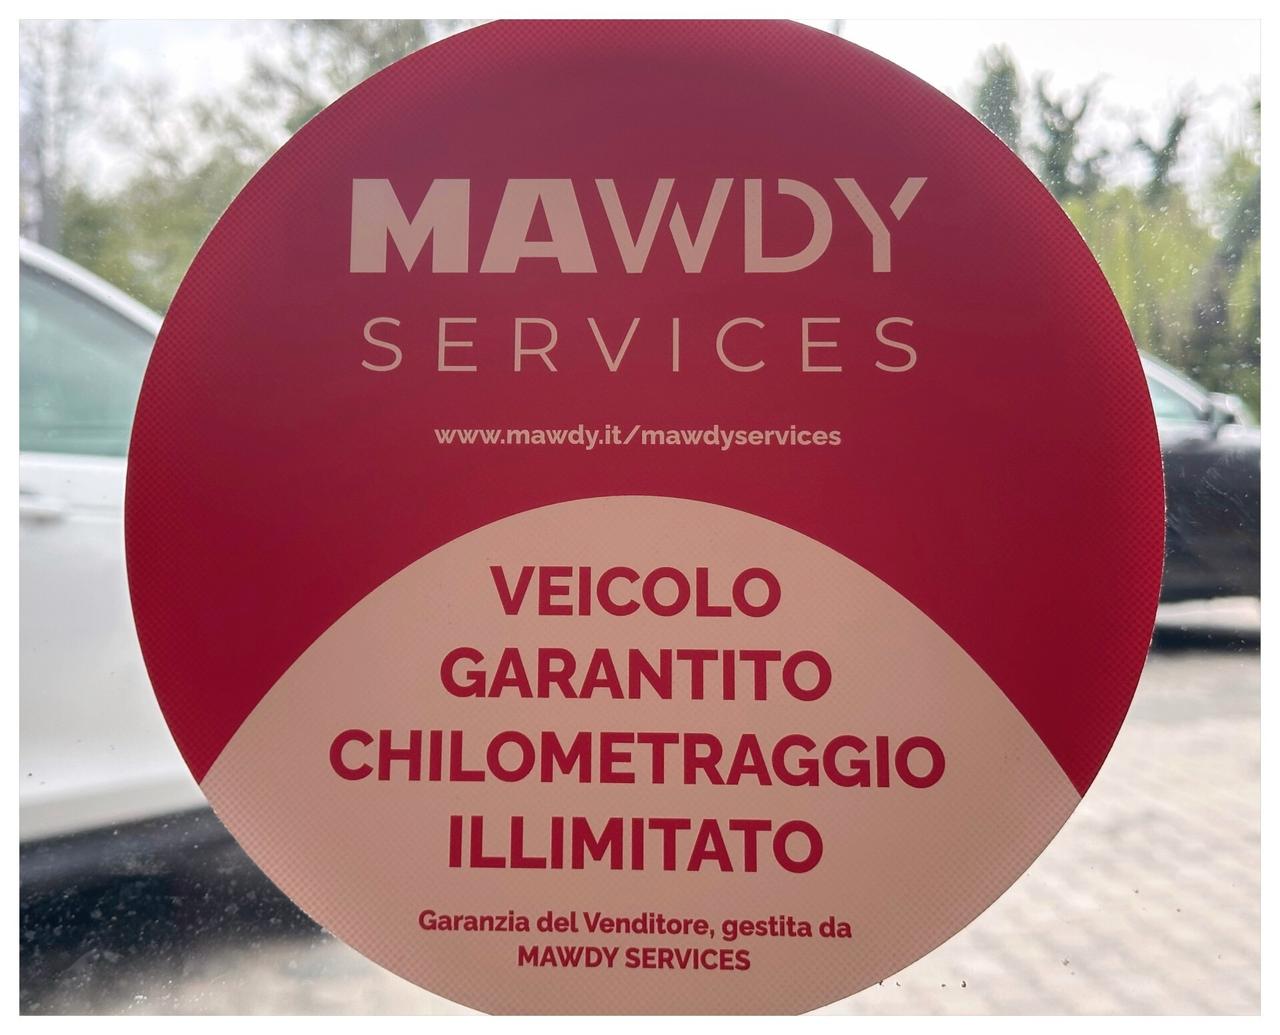 MAWDY
SERVICES
www.mawdy.it/mawdyservices
VEICOLO
GARANTITO
CHILOMETRAGGIO
ILLIMITATO
Garanzia del Venditore, gestita da
MAWDY SERVICES